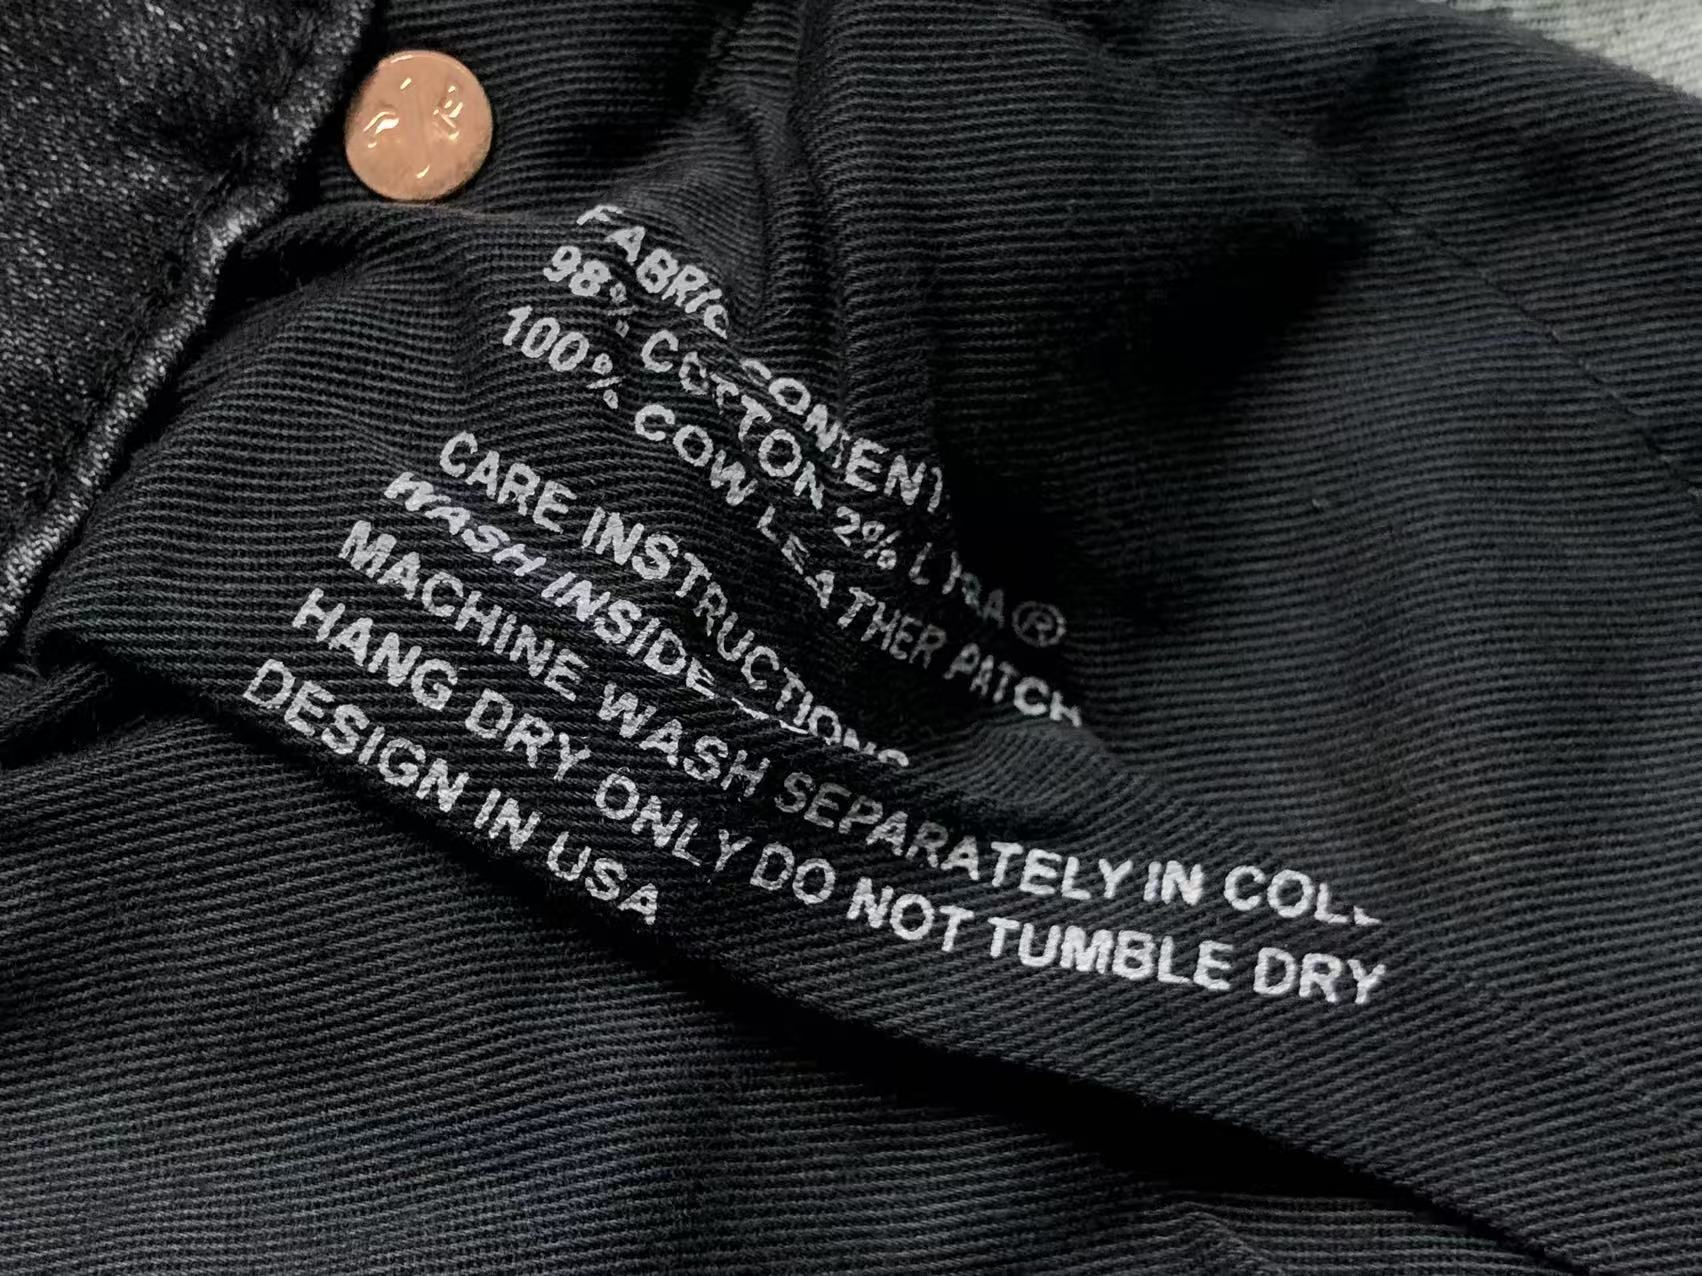 FABRIC CONTENT
98% COTTON 2% LYRA®
100% COW LEATHER PATCH
CARE INSTRUCTIONS
WASH INSIDE
MACHINE WASH SEPARATELY IN COLD
HANG DRY ONLY DO NOT TUMBLE DRY
DESIGN IN USA